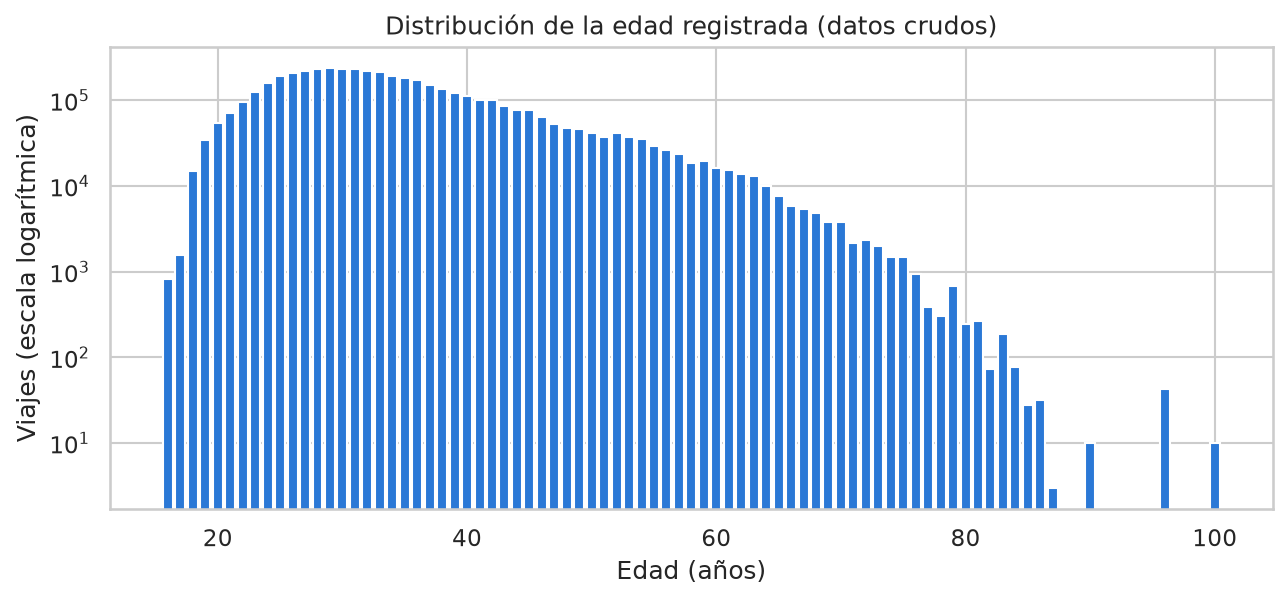 Distribución de la edad registrada (datos crudos)
Viajes (escala logarítmica)
10⁵
10⁴
10³
10²
10¹
20 40 60 80 100
Edad (años)